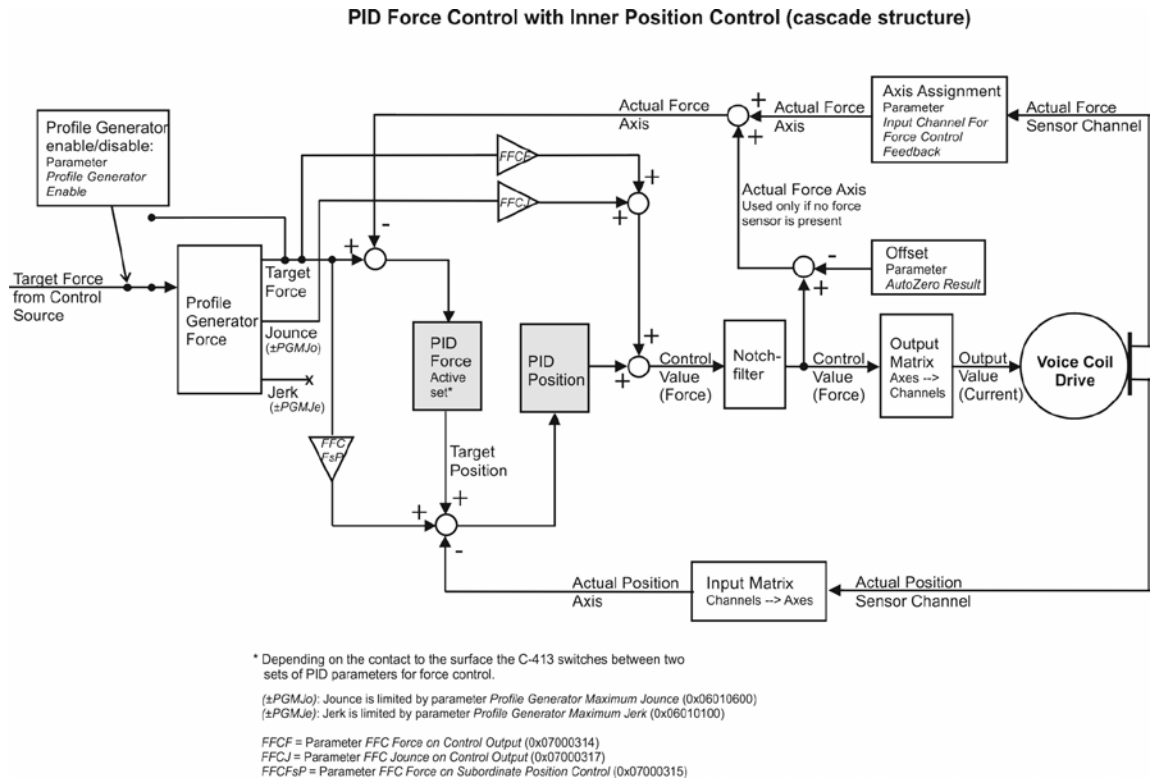 PID Force Control with Inner Position Control (cascade structure)
Profile Generator
enable/disable:
Parameter
Profile Generator
Enable
Actual Force
Axis
+
+
Actual Force
Axis
Axis Assignment
Parameter
Input Channel For
Force Control
Feedback
Actual Force
Sensor Channel
FFCF
+
FFCJ
+
Actual Force Axis
Used only if no force
sensor is present
-
+
Target Force
from Control
Source
Profile
Generator
Force
Target
Force
Jounce
(±PGMJo)
x
Jerk
(±PGMJe)
-
+
Offset
Parameter
AutoZero Result
PID
Force
Active
set*
PID
Position
+
+
Control
Value
(Force)
Notch-
filter
Control
Value
(Force)
Output
Matrix
Axes -->
Channels
Output
Value
(Current)
Voice Coil
Drive
FFC
FsP
Target
Position
+
+
-
Actual Position
Axis
Input Matrix
Channels --> Axes
Actual Position
Sensor Channel
* Depending on the contact to the surface the C-413 switches between two
sets of PID parameters for force control.
(±PGMJo): Jounce is limited by parameter Profile Generator Maximum Jounce (0x06010600)
(±PGMJe): Jerk is limited by parameter Profile Generator Maximum Jerk (0x06010100)
FFCF = Parameter FFC Force on Control Output (0x07000314)
FFCJ = Parameter FFC Jounce on Control Output (0x07000317)
FFCFsP = Parameter FFC Force on Subordinate Position Control (0x07000315)